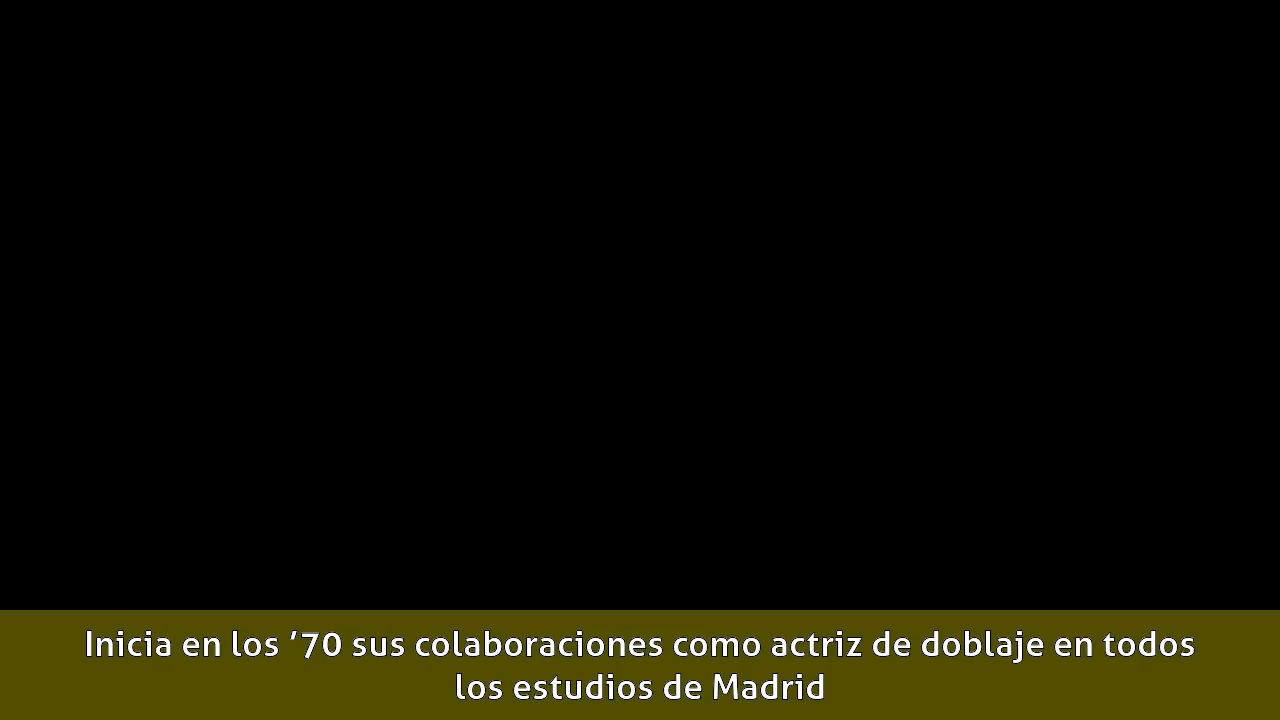 Inicia en los ’70 sus colaboraciones como actriz de doblaje en todos
los estudios de Madrid